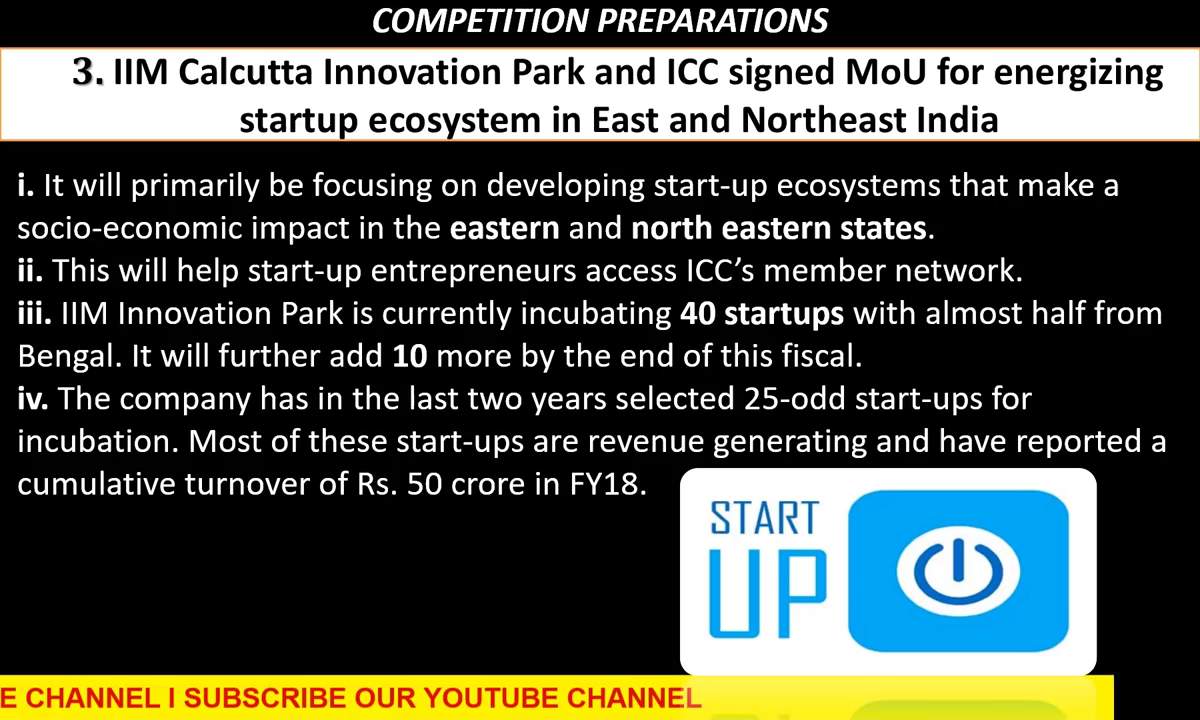 COMPETITION PREPARATIONS
3. IIM Calcutta Innovation Park and ICC signed MoU for energizing
startup ecosystem in East and Northeast India
i. It will primarily be focusing on developing start-up ecosystems that make a
socio-economic impact in the eastern and north eastern states.
ii. This will help start-up entrepreneurs access ICC’s member network.
iii. IIM Innovation Park is currently incubating 40 startups with almost half from
Bengal. It will further add 10 more by the end of this fiscal.
iv. The company has in the last two years selected 25-odd start-ups for
incubation. Most of these start-ups are revenue generating and have reported a
cumulative turnover of Rs. 50 crore in FY18.
START
UP
E CHANNEL I SUBSCRIBE OUR YOUTUBE CHANNEL